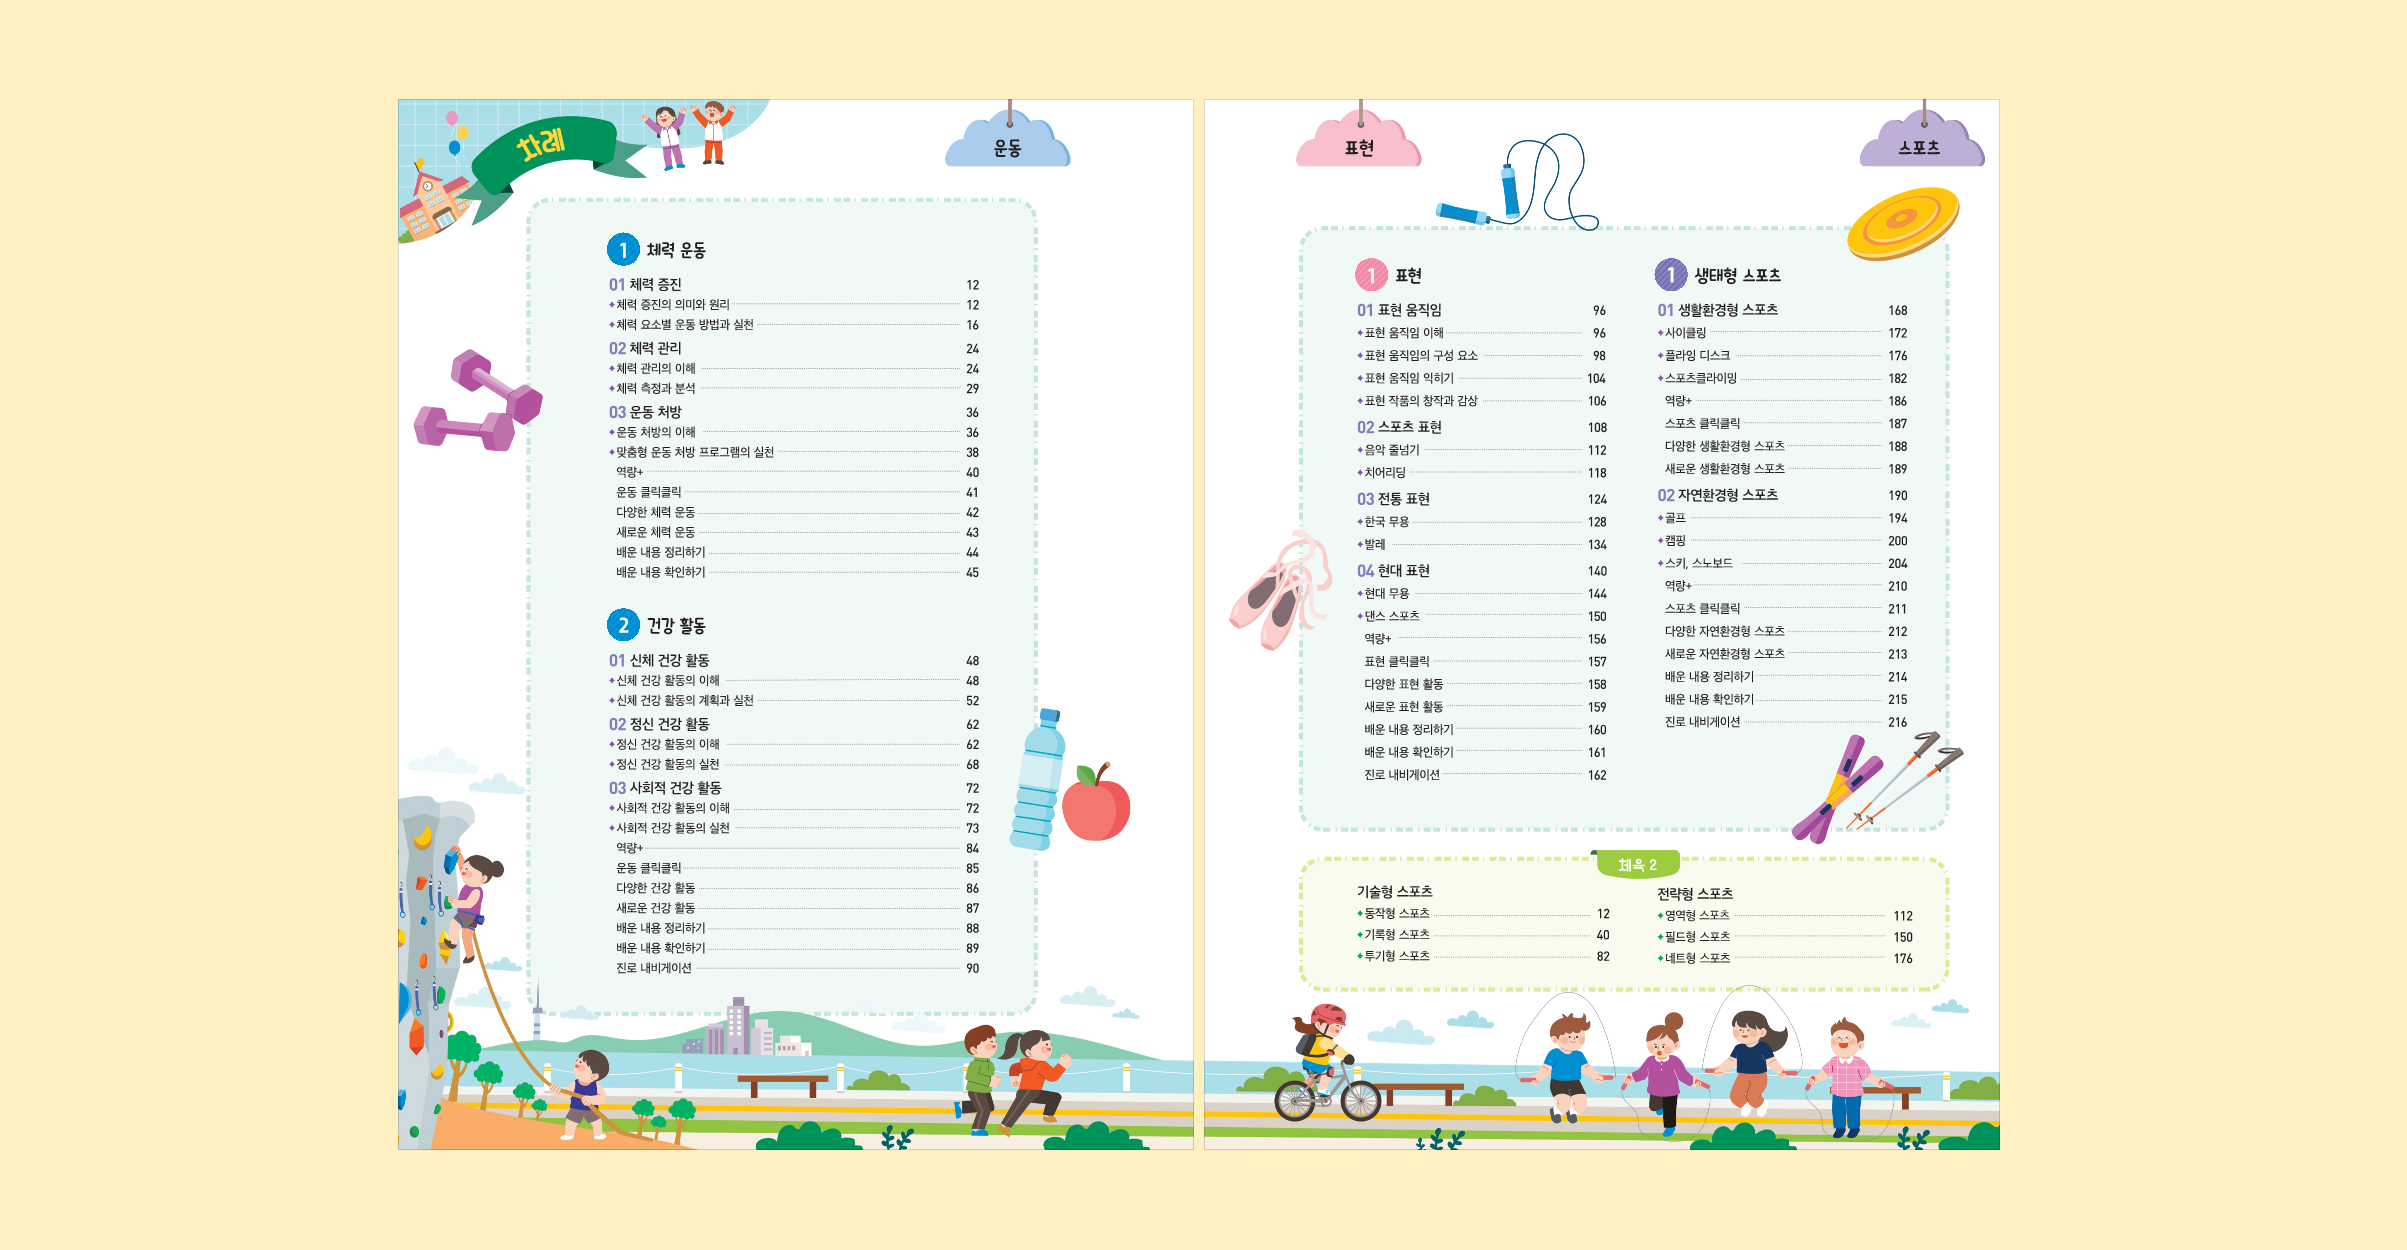 차례
운동
1 체력 운동
01 체력 증진 12
✦체력 증진의 의미와 원리 12
✦체력 요소별 운동 방법과 실천 16
02 체력 관리 24
✦체력 관리의 이해 24
✦체력 측정과 분석 29
03 운동 처방 36
✦운동 처방의 이해 36
✦맞춤형 운동 처방 프로그램의 실천 38
역량+ 40
운동 클릭클릭 41
다양한 체력 운동 42
새로운 체력 운동 43
배운 내용 정리하기 44
배운 내용 확인하기 45
2 건강 활동
01 신체 건강 활동 48
✦신체 건강 활동의 이해 48
✦신체 건강 활동의 계획과 실천 52
02 정신 건강 활동 62
✦정신 건강 활동의 이해 62
✦정신 건강 활동의 실천 68
03 사회적 건강 활동 72
✦사회적 건강 활동의 이해 72
✦사회적 건강 활동의 실천 73
역량+ 84
운동 클릭클릭 85
다양한 건강 활동 86
새로운 건강 활동 87
배운 내용 정리하기 88
배운 내용 확인하기 89
진로 내비게이션 90
표현
1 표현
01 표현 움직임 96
✦표현 움직임 이해 96
✦표현 움직임의 구성 요소 98
✦표현 움직임 익히기 104
✦표현 작품의 창작과 감상 106
02 스포츠 표현 108
✦음악 줄넘기 112
✦치어리딩 118
03 전통 표현 124
✦한국 무용 128
✦발레 134
04 현대 표현 140
✦현대 무용 144
✦댄스 스포츠 150
역량+ 156
표현 클릭클릭 157
다양한 표현 활동 158
새로운 표현 활동 159
배운 내용 정리하기 160
배운 내용 확인하기 161
진로 내비게이션 162
스포츠
1 생태형 스포츠
01 생활환경형 스포츠 168
✦사이클링 172
✦플라잉 디스크 176
✦스포츠클라이밍 182
역량+ 186
스포츠 클릭클릭 187
다양한 생활환경형 스포츠 188
새로운 생활환경형 스포츠 189
02 자연환경형 스포츠 190
✦골프 194
✦캠핑 200
✦스키, 스노보드 204
역량+ 210
스포츠 클릭클릭 211
다양한 자연환경형 스포츠 212
새로운 자연환경형 스포츠 213
배운 내용 정리하기 214
배운 내용 확인하기 215
진로 내비게이션 216
체육 2
기술형 스포츠
✦동작형 스포츠 12
✦기록형 스포츠 40
✦투기형 스포츠 82
전략형 스포츠
✦영역형 스포츠 112
✦필드형 스포츠 150
✦네트형 스포츠 176